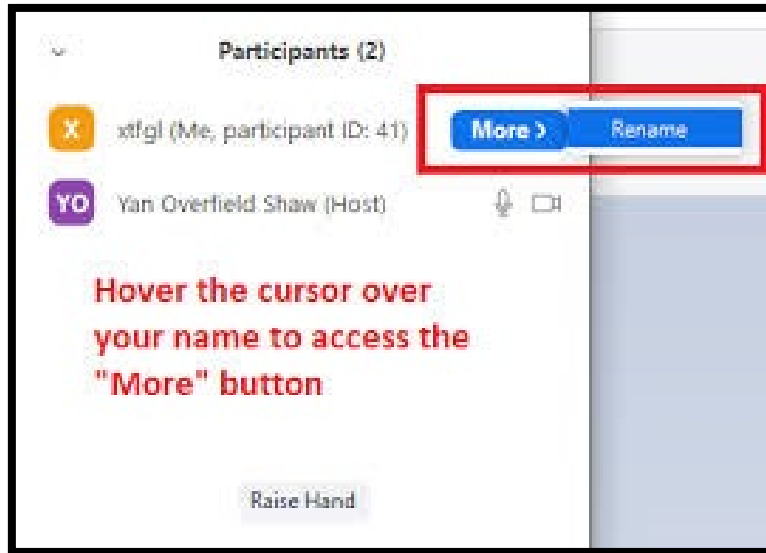 Participants (2)
X xtfgl (Me, participant ID: 41) More › Rename
YO Yan Overfield Shaw (Host)
Hover the cursor over
your name to access the
"More" button
Raise Hand